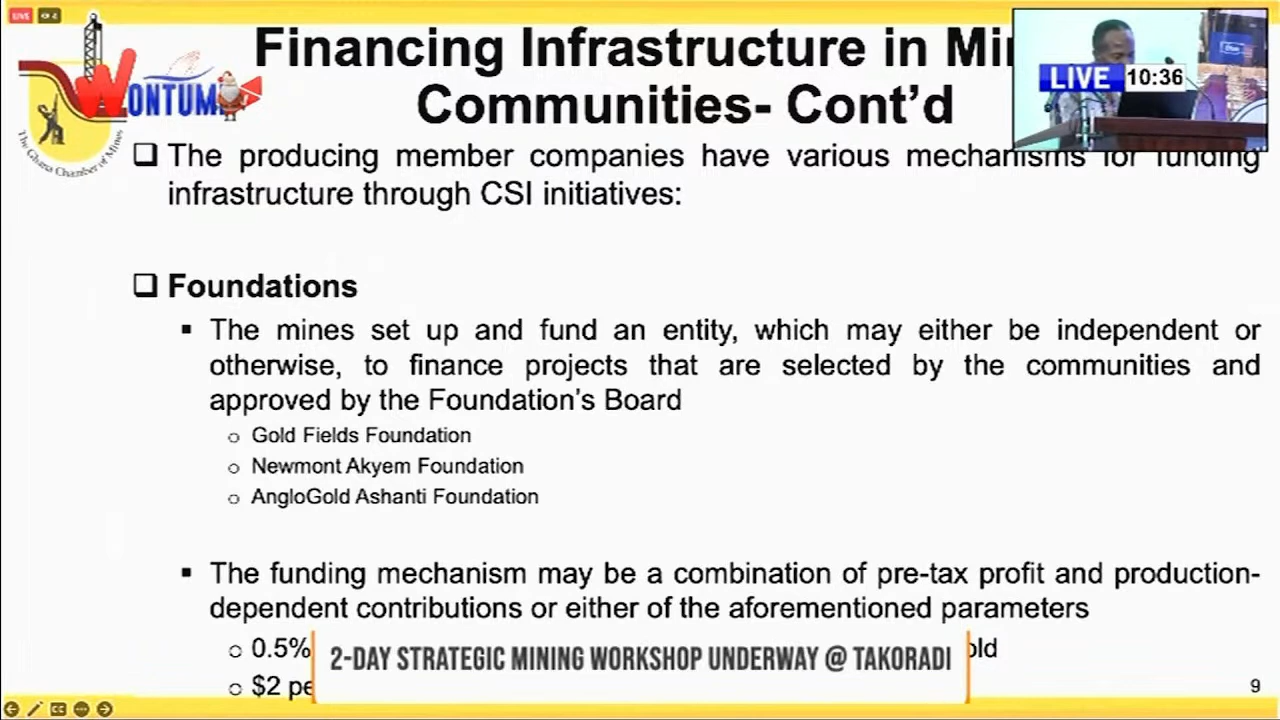 LIVE
Financing Infrastructure in
LIVE 10:36
WONTUMI
Communities- Cont’d
The Ghana Chamber of Mines
❑ The producing member companies have various mechanisms for funding
infrastructure through CSI initiatives:
❑ Foundations
▪ The mines set up and fund an entity, which may either be independent or
otherwise, to finance projects that are selected by the communities and
approved by the Foundation’s Board
o Gold Fields Foundation
o Newmont Akyem Foundation
o AngloGold Ashanti Foundation
▪ The funding mechanism may be a combination of pre-tax profit and production-
dependent contributions or either of the aforementioned parameters
o 0.5%
o $2
2-DAY STRATEGIC MINING WORKSHOP UNDERWAY @ TAKORADI
9